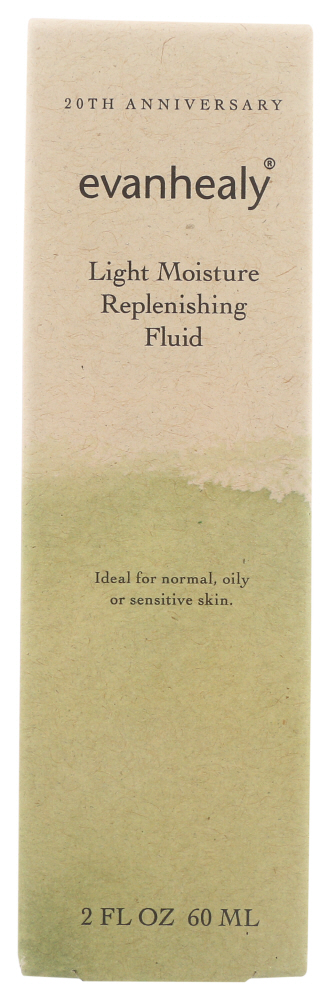 20TH ANNIVERSARY
evanhealy®
Light Moisture
Replenishing
Fluid
Ideal for normal, oily
or sensitive skin.
2 FL OZ 60 ML